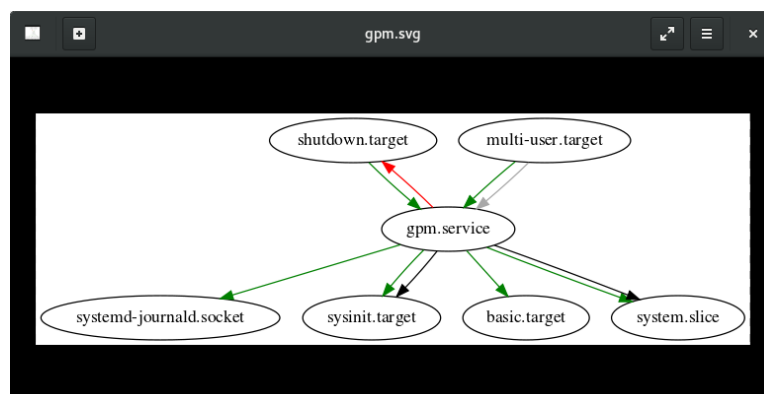 gpm.svg
shutdown.target
multi-user.target
gpm.service
systemd-journald.socket
sysinit.target
basic.target
system.slice